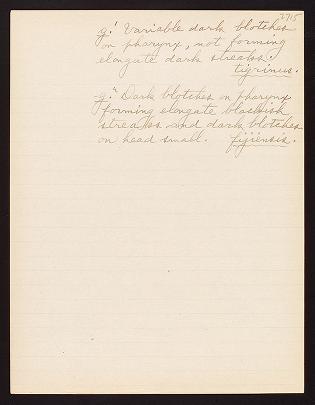 2715
g.' Variable dark blotches
on pharynx, not forming
elongate dark streaks.
tigrinus.
g." Dark blotches on pharynx
forming elongate blackish
streaks and dark blotches
on head small. fijiensis.